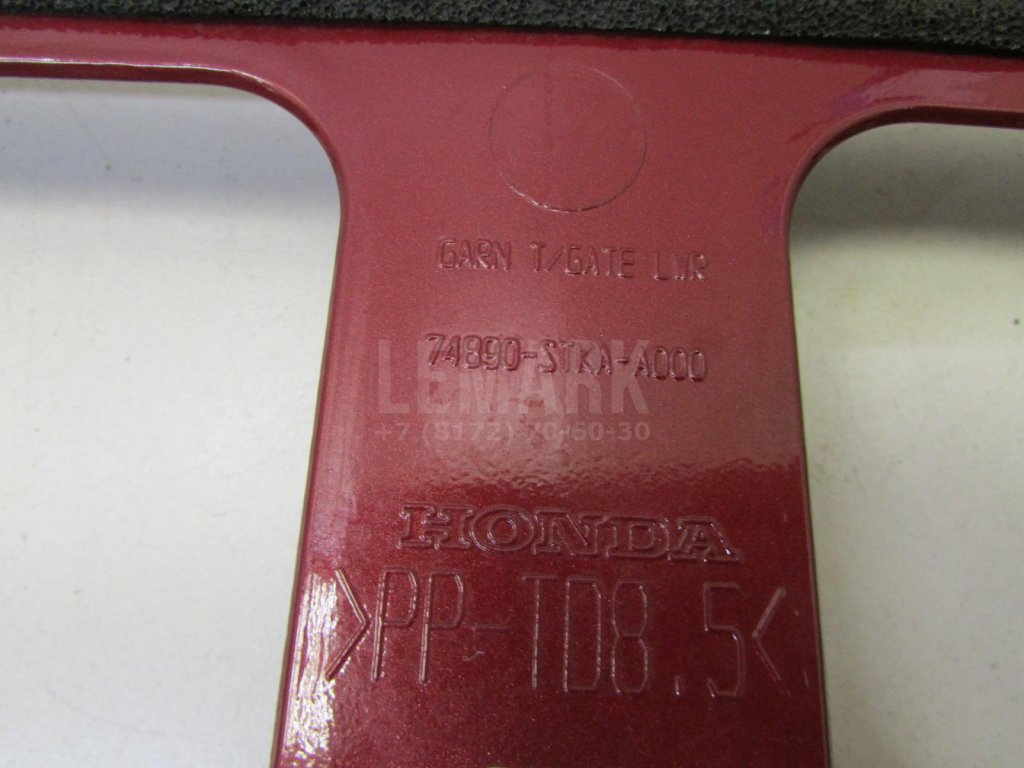 GARN T/GATE LWR
74890-STKA-A000
LEMARK
+7 (8172) 70-60-30
HONDA
>PP-TD8.5<